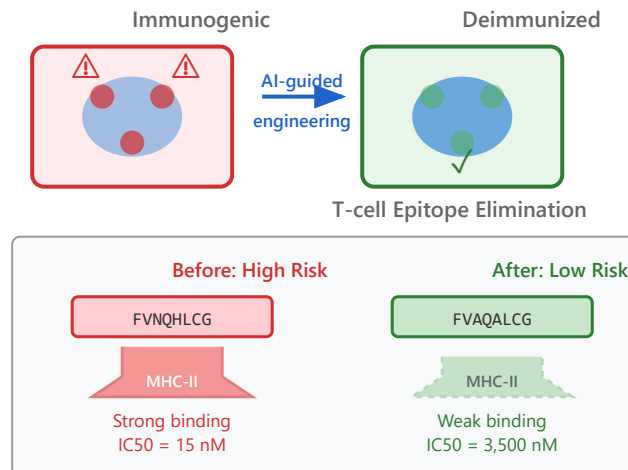 Immunogenic
Deimmunized
AI-guided
engineering
T-cell Epitope Elimination
Before: High Risk
After: Low Risk
FVNQHLCG
FVAQALCG
MHC-II
MHC-II
Strong binding
IC50 = 15 nM
Weak binding
IC50 = 3,500 nM